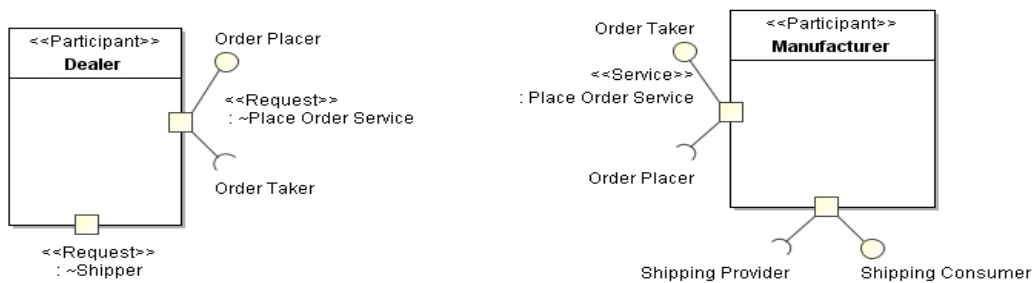 <<Participant>>
Dealer
Order Placer
<<Request>>
: ~Place Order Service
Order Taker
<<Request>>
: ~Shipper
<<Participant>>
Manufacturer
Order Taker
<<Service>>
: Place Order Service
Order Placer
Shipping Provider
Shipping Consumer